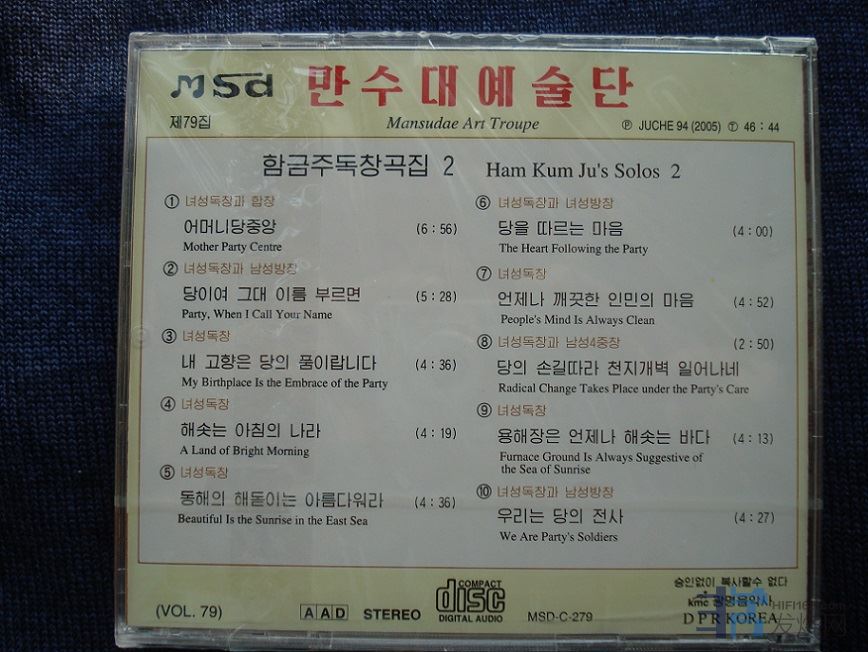 msd 만수대예술단
제79집 Mansudae Art Troupe Ⓟ JUCHE 94 (2005) Ⓣ 46 : 44
함금주독창곡집 2 Ham Kum Ju's Solos 2
① 녀성독창과 합창
어머니당중앙 (6 : 56)
Mother Party Centre
② 녀성독창과 남성방창
당이여 그대 이름 부르면 (5 : 28)
Party, When I Call Your Name
③ 녀성독창
내 고향은 당의 품이랍니다 (4 : 36)
My Birthplace Is the Embrace of the Party
④ 녀성독창
해솟는 아침의 나라 (4 : 19)
A Land of Bright Morning
⑤ 녀성독창
동해의 해돋이는 아름다워라 (4 : 36)
Beautiful Is the Sunrise in the East Sea
⑥ 녀성독창과 녀성방창
당을 따르는 마음 (4 : 00)
The Heart Following the Party
⑦ 녀성독창
언제나 깨끗한 인민의 마음 (4 : 52)
People's Mind Is Always Clean
⑧ 녀성독창과 남성4중창 (2 : 50)
당의 손길따라 천지개벽 일어나네
Radical Change Takes Place under the Party's Care
⑨ 녀성독창
용해장은 언제나 해솟는 바다 (4 : 13)
Furnace Ground Is Always Suggestive of
the Sea of Sunrise
⑩ 녀성독창과 남성방창
우리는 당의 전사 (4 : 27)
We Are Party's Soldiers
(VOL. 79) AAD STEREO COMPACT disc DIGITAL AUDIO MSD-C-279
승인없이 복사할수 없다
kmc 광명음악사
D P R KOREA